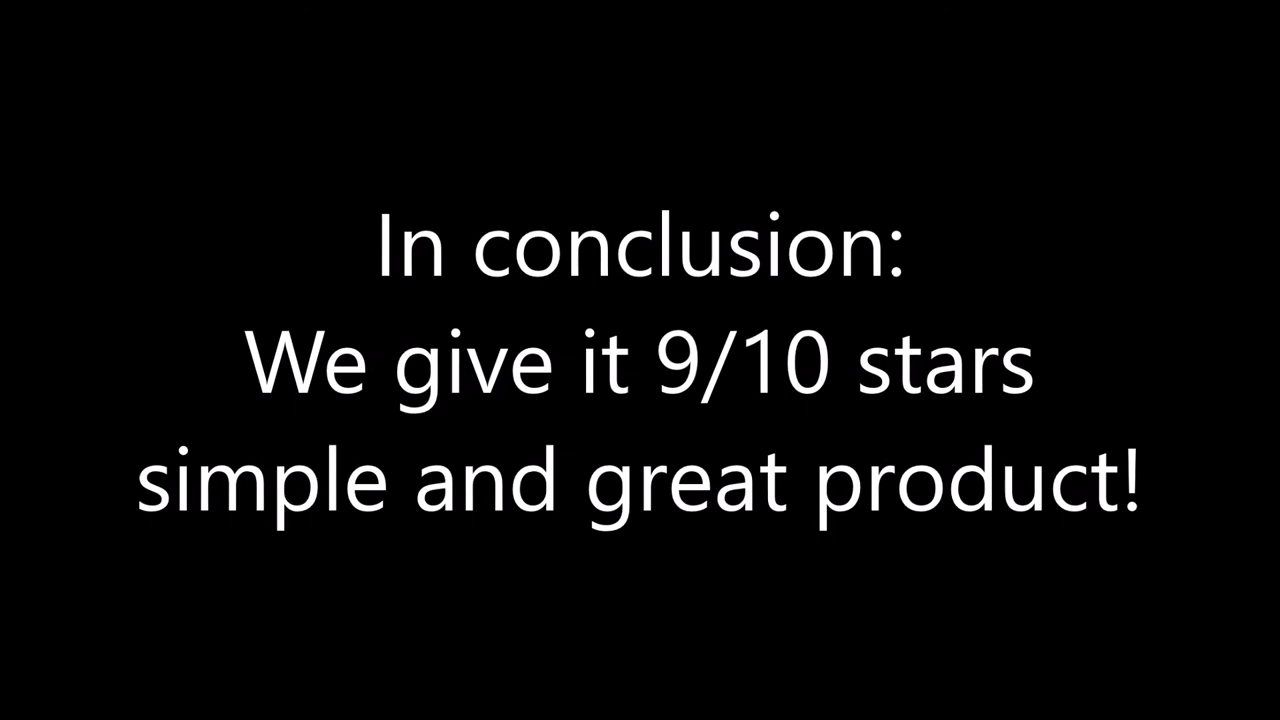 In conclusion:
We give it 9/10 stars
simple and great product!